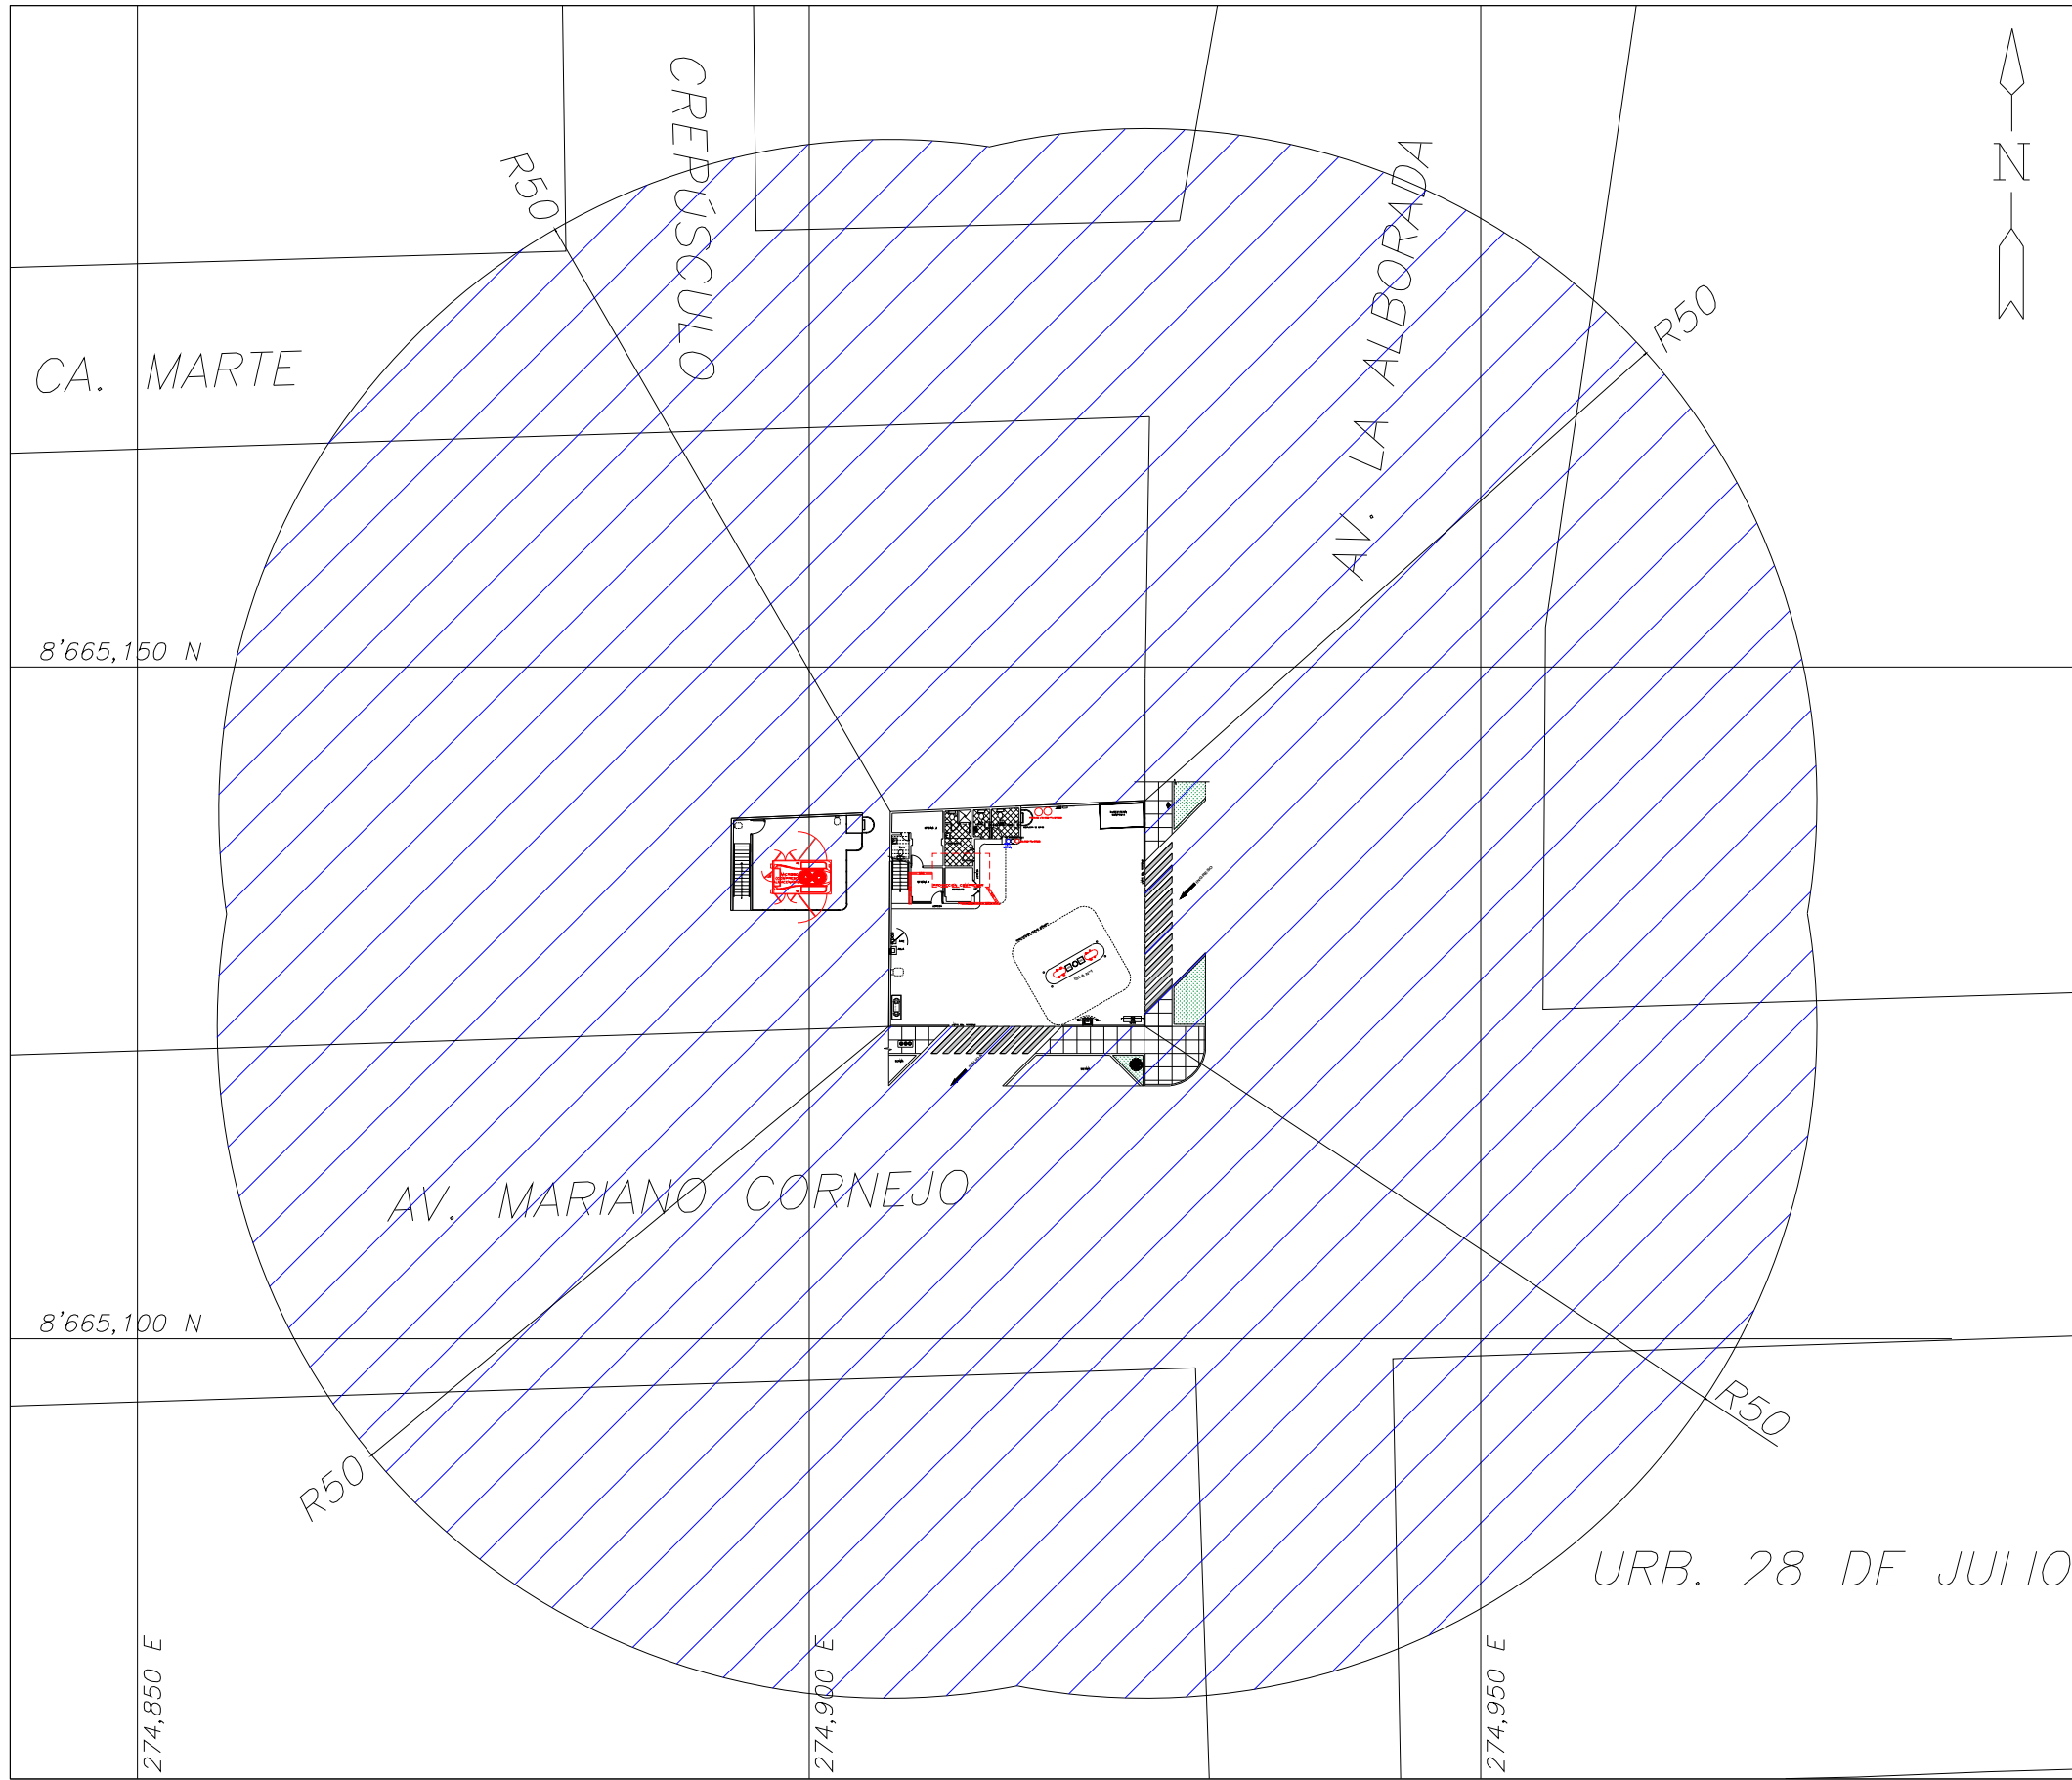 CREPÚSCULO
R50
N
AV. LA ALBORADA
R50
CA. MARTE
8'665,150 N
INGRESO
AV. MARIANO CORNEJO
8'665,100 N
R50
R50
URB. 28 DE JULIO
274,850 E
274,900 E
274,950 E